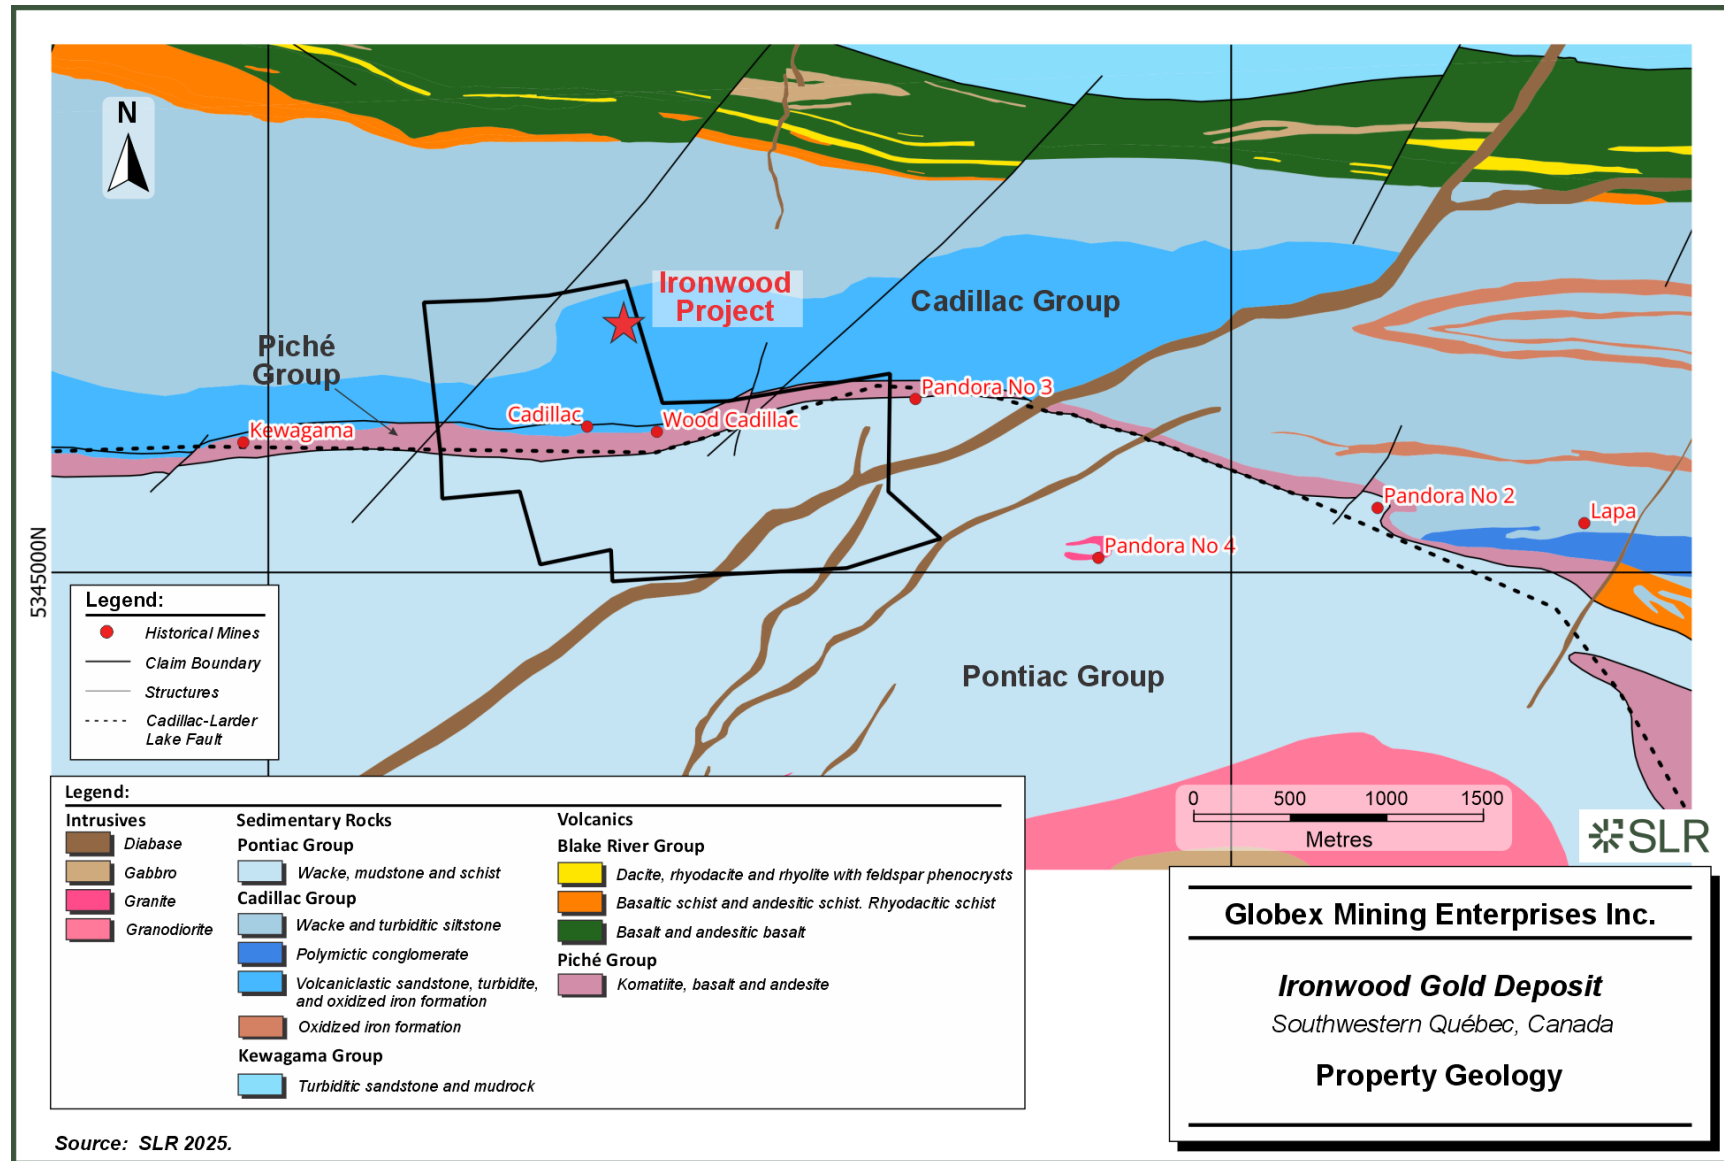 N
Ironwood
Project
Cadillac Group
Piché
Group
Pandora No 3
Cadillac
Wood Cadillac
Kewagama
Pandora No 2
Lapa
Pandora No 4
5345000N
Pontiac Group
Legend:
Historical Mines
Claim Boundary
Structures
Cadillac-Larder
Lake Fault
0 500 1000 1500
Metres
SLR
Legend:
Intrusives
Diabase
Gabbro
Granite
Granodiorite
Sedimentary Rocks
Pontiac Group
Wacke, mudstone and schist
Cadillac Group
Wacke and turbiditic siltstone
Polymictic conglomerate
Volcaniclastic sandstone, turbidite,
and oxidized iron formation
Oxidized iron formation
Kewagama Group
Turbiditic sandstone and mudrock
Volcanics
Blake River Group
Dacite, rhyodacite and rhyolite with feldspar phenocrysts
Basaltic schist and andesitic schist. Rhyodacitic schist
Basalt and andesitic basalt
Piché Group
Komatiite, basalt and andesite
Globex Mining Enterprises Inc.
Ironwood Gold Deposit
Southwestern Québec, Canada
Property Geology
Source: SLR 2025.